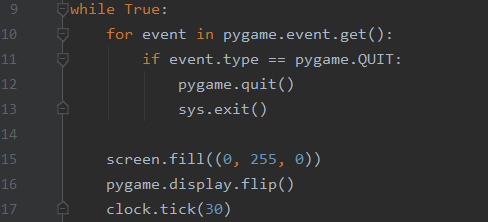 9 while True:
10     for event in pygame.event.get():
11         if event.type == pygame.QUIT:
12             pygame.quit()
13             sys.exit()
14
15     screen.fill((0, 255, 0))
16     pygame.display.flip()
17     clock.tick(30)